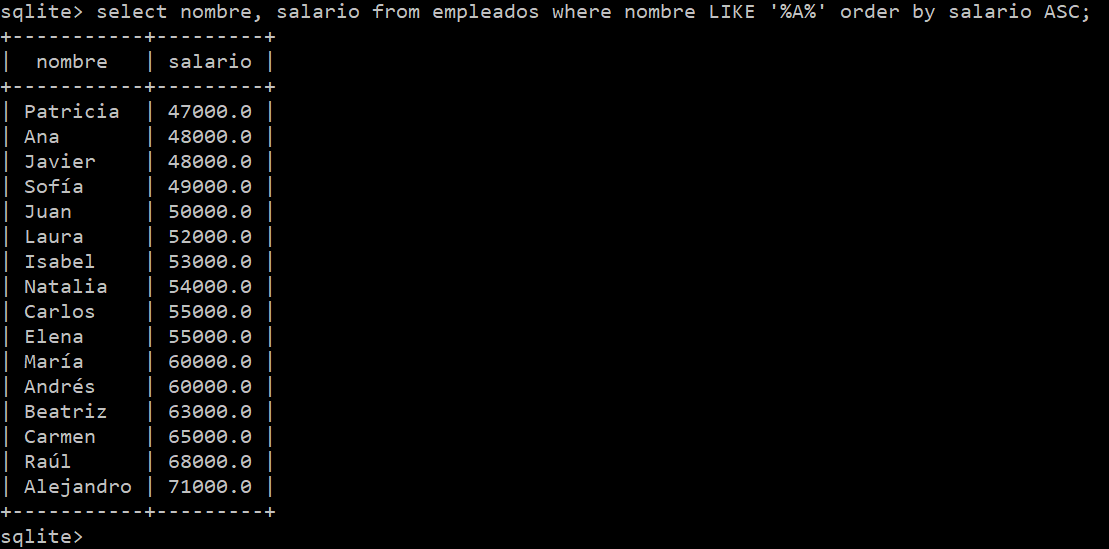 sqlite> select nombre, salario from empleados where nombre LIKE '%A%' order by salario ASC;
+-----------+---------+
|  nombre   | salario |
+-----------+---------+
| Patricia  | 47000.0 |
| Ana       | 48000.0 |
| Javier    | 48000.0 |
| Sofía     | 49000.0 |
| Juan      | 50000.0 |
| Laura     | 52000.0 |
| Isabel    | 53000.0 |
| Natalia   | 54000.0 |
| Carlos    | 55000.0 |
| Elena     | 55000.0 |
| María     | 60000.0 |
| Andrés    | 60000.0 |
| Beatriz   | 63000.0 |
| Carmen    | 65000.0 |
| Raúl      | 68000.0 |
| Alejandro | 71000.0 |
+-----------+---------+
sqlite>